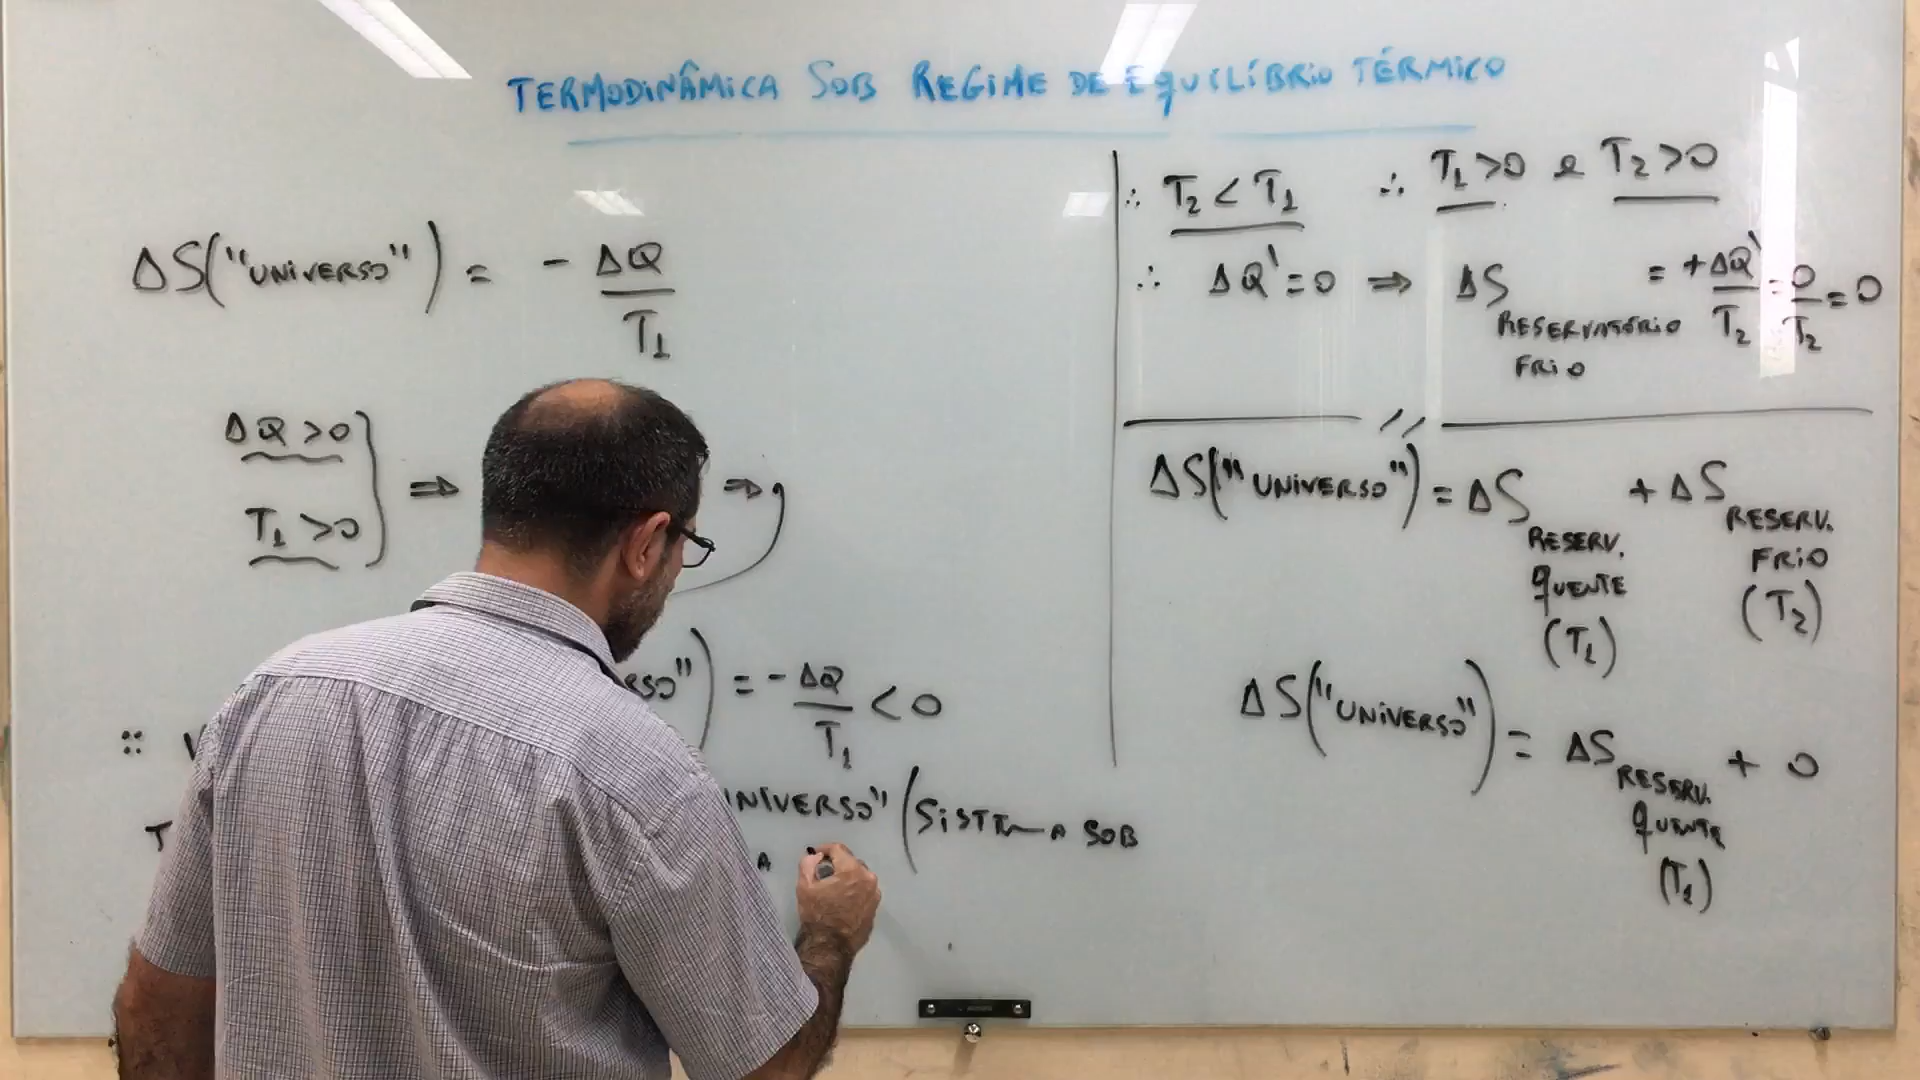 TERMODINÂMICA SOB REGIME DE EQUILÍBRIO TÉRMICO
ΔS("UNIVERSO") = - ΔQ / T₁
ΔQ > 0
T₁ > 0
⇒ ⇒
RSO") = - ΔQ / T₁ < 0
NIVERSO" (SISTEMA SOB
A
∴ T₂ < T₁ ∴ T₁ > 0 e T₂ > 0
∴ ΔQ' = 0 ⇒ ΔS RESERVATÓRIO FRIO = + ΔQ' / T₂ = 0 / T₂ = 0
ΔS("UNIVERSO") = ΔS RESERV. QUENTE (T₁) + ΔS RESERV. FRIO (T₂)
ΔS("UNIVERSO") = ΔS RESERV. QUENTE (T₁) + 0